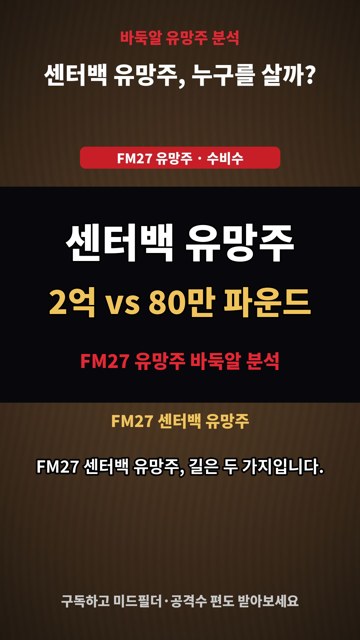 바둑알 유망주 분석
센터백 유망주, 누구를 살까?
FM27 유망주 · 수비수
센터백 유망주
2억 vs 80만 파운드
FM27 유망주 바둑알 분석
FM27 센터백 유망주
FM27 센터백 유망주, 길은 두 가지입니다.
구독하고 미드필더·공격수 편도 받아보세요